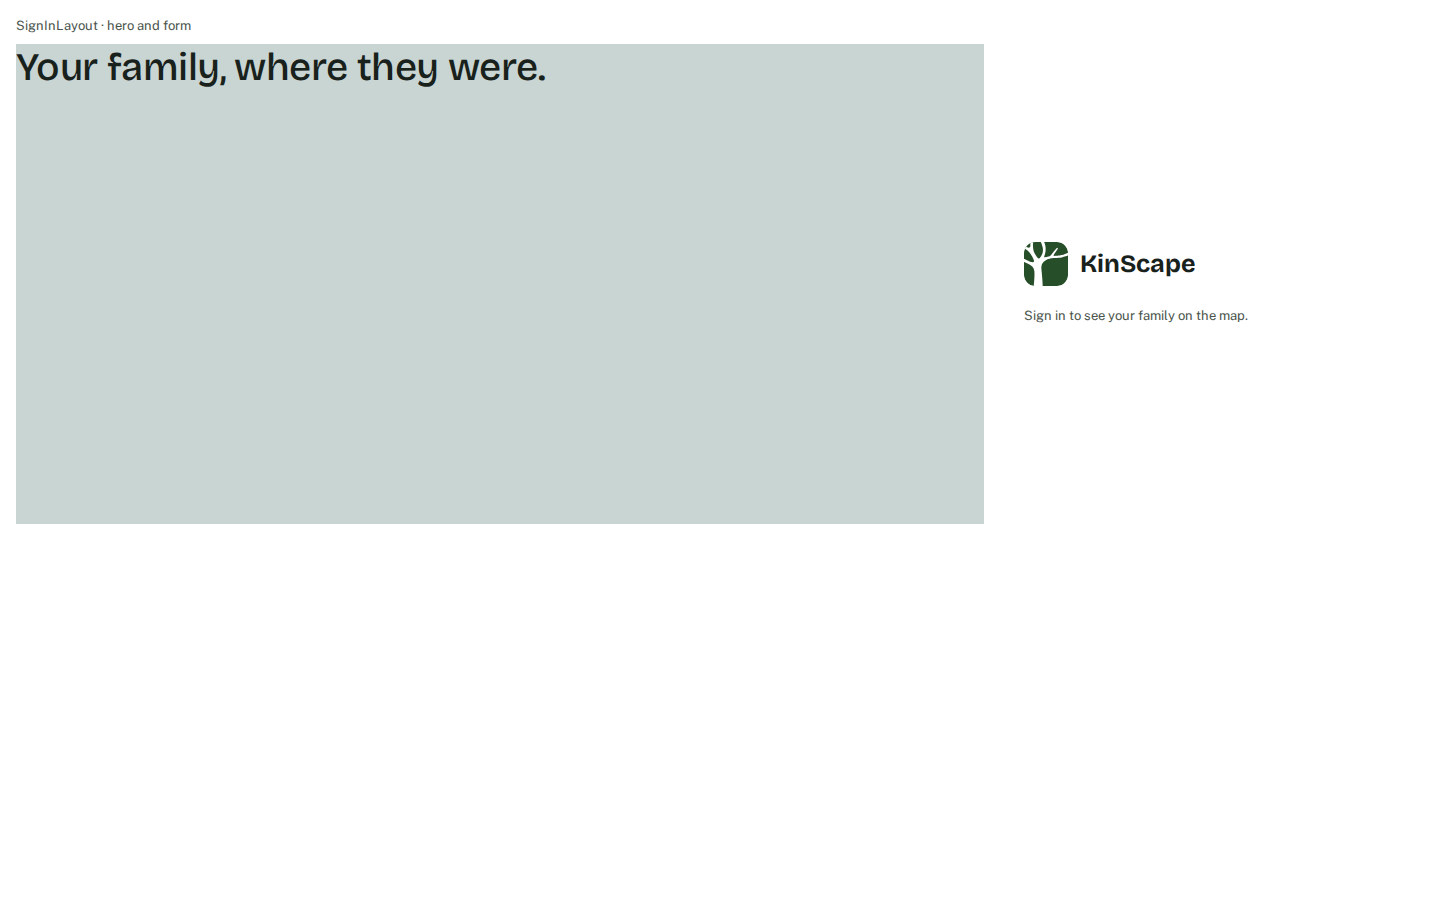 SignInLayout · hero and form
Your family, where they were.
KinScape
Sign in to see your family on the map.